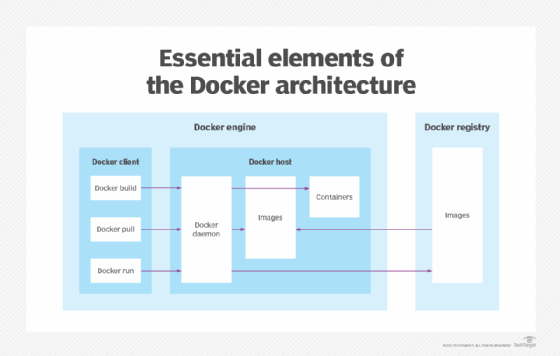 Essential elements of
the Docker architecture
Docker engine
Docker registry
Docker client
Docker host
Docker build
Docker pull
Docker run
Docker
daemon
Images
Containers
Images
TechTarget